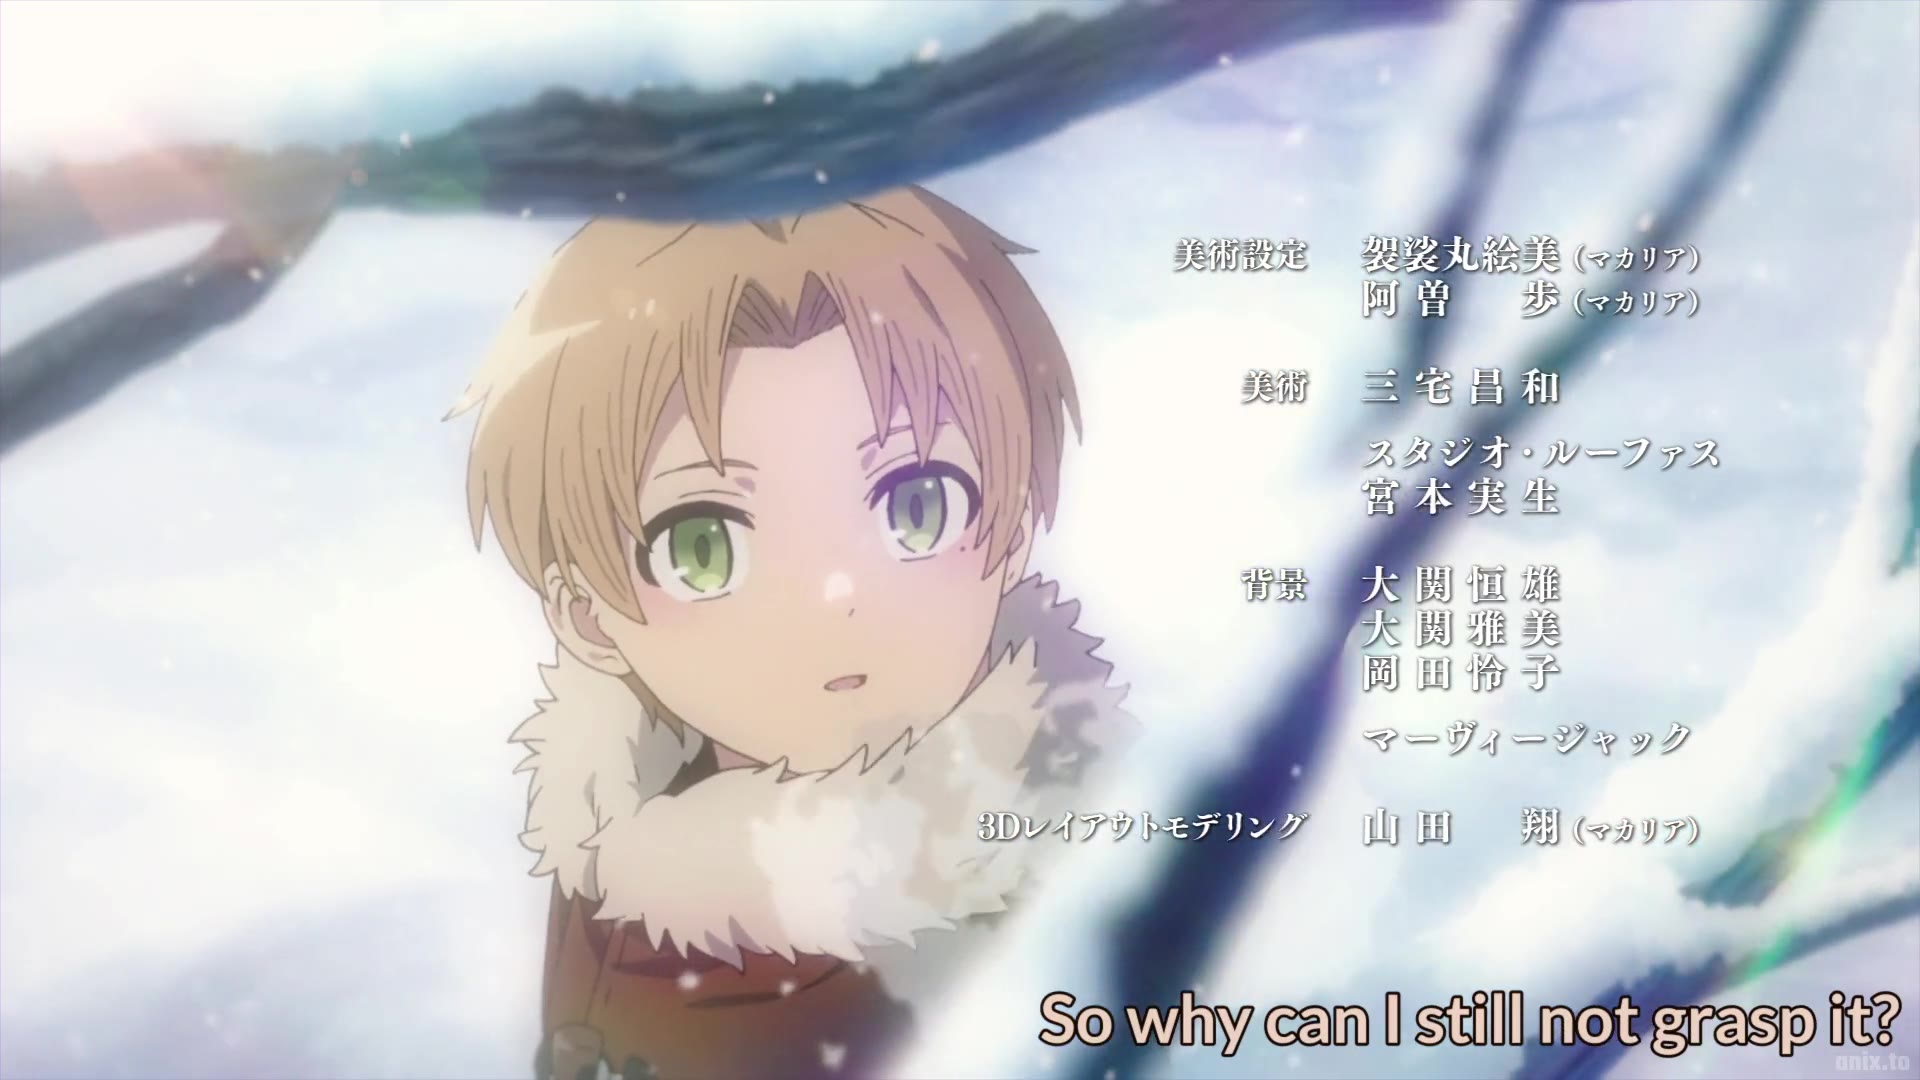 美術設定 袈裟丸絵美(マカリア)
阿曽 歩(マカリア)
美術 三宅昌和
スタジオ・ルーファス
宮本実生
背景 大関恒雄
大関雅美
岡田怜子
マーヴィージャック
3Dレイアウトモデリング 山田 翔(マカリア)
So why can I still not grasp it?
anix.to